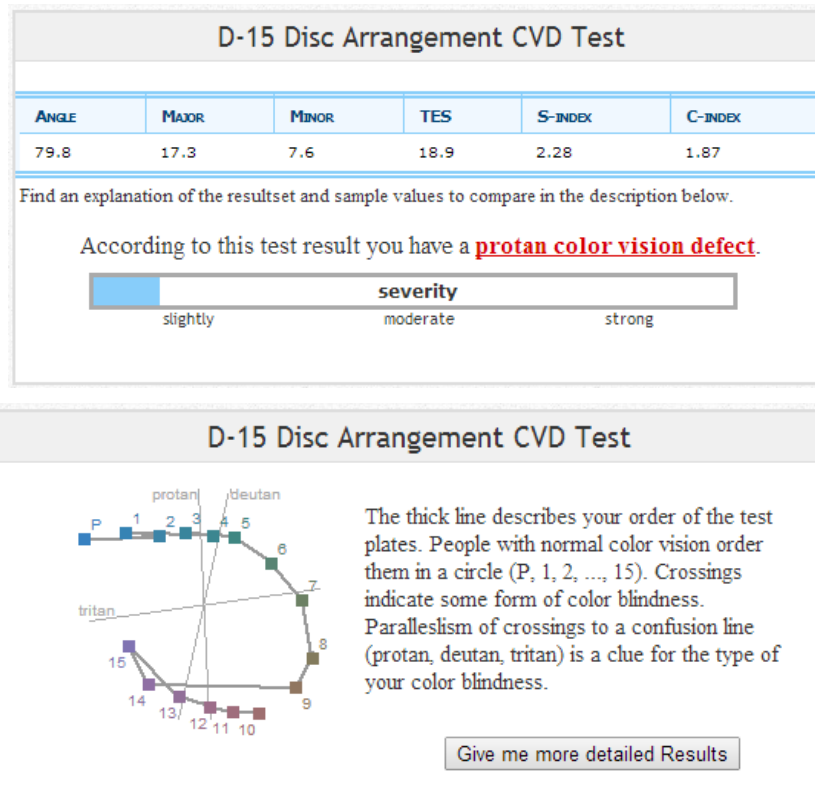 D-15 Disc Arrangement CVD Test
ANGLE MAJOR MINOR TES S-INDEX C-INDEX
79.8 17.3 7.6 18.9 2.28 1.87
Find an explanation of the resultset and sample values to compare in the description below.
According to this test result you have a protan color vision defect.
severity
slightly moderate strong
D-15 Disc Arrangement CVD Test
protan deutan
P 1 2 3 4 5
6
7
tritan
8
15
14 9
13
12 11 10
The thick line describes your order of the test
plates. People with normal color vision order
them in a circle (P, 1, 2, ..., 15). Crossings
indicate some form of color blindness.
Paralleslism of crossings to a confusion line
(protan, deutan, tritan) is a clue for the type of
your color blindness.
Give me more detailed Results